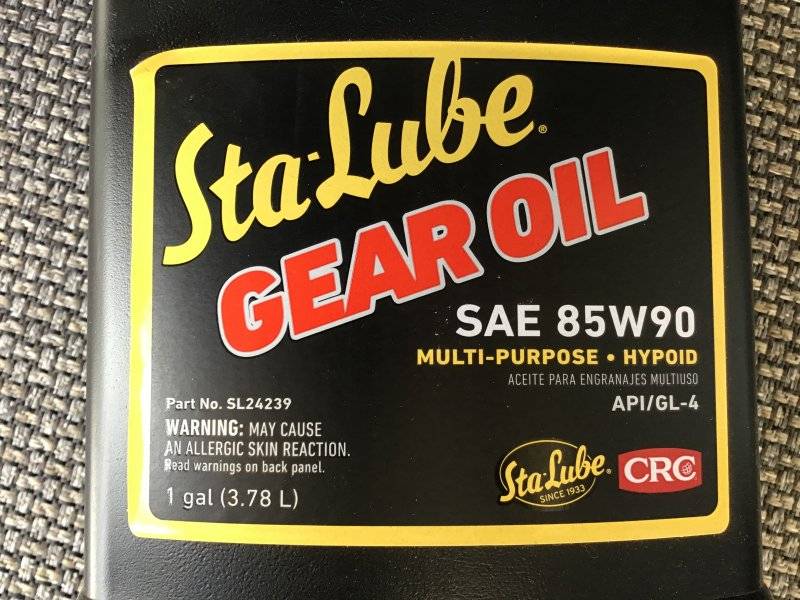 Sta-Lube®
GEAR OIL
SAE 85W90
MULTI-PURPOSE • HYPOID
ACEITE PARA ENGRANAJES MULTIUSO
API/GL-4
Part No. SL24239
WARNING: MAY CAUSE
AN ALLERGIC SKIN REACTION.
Read warnings on back panel.
1 gal (3.78 L)
Sta-Lube®
SINCE 1933
CRC